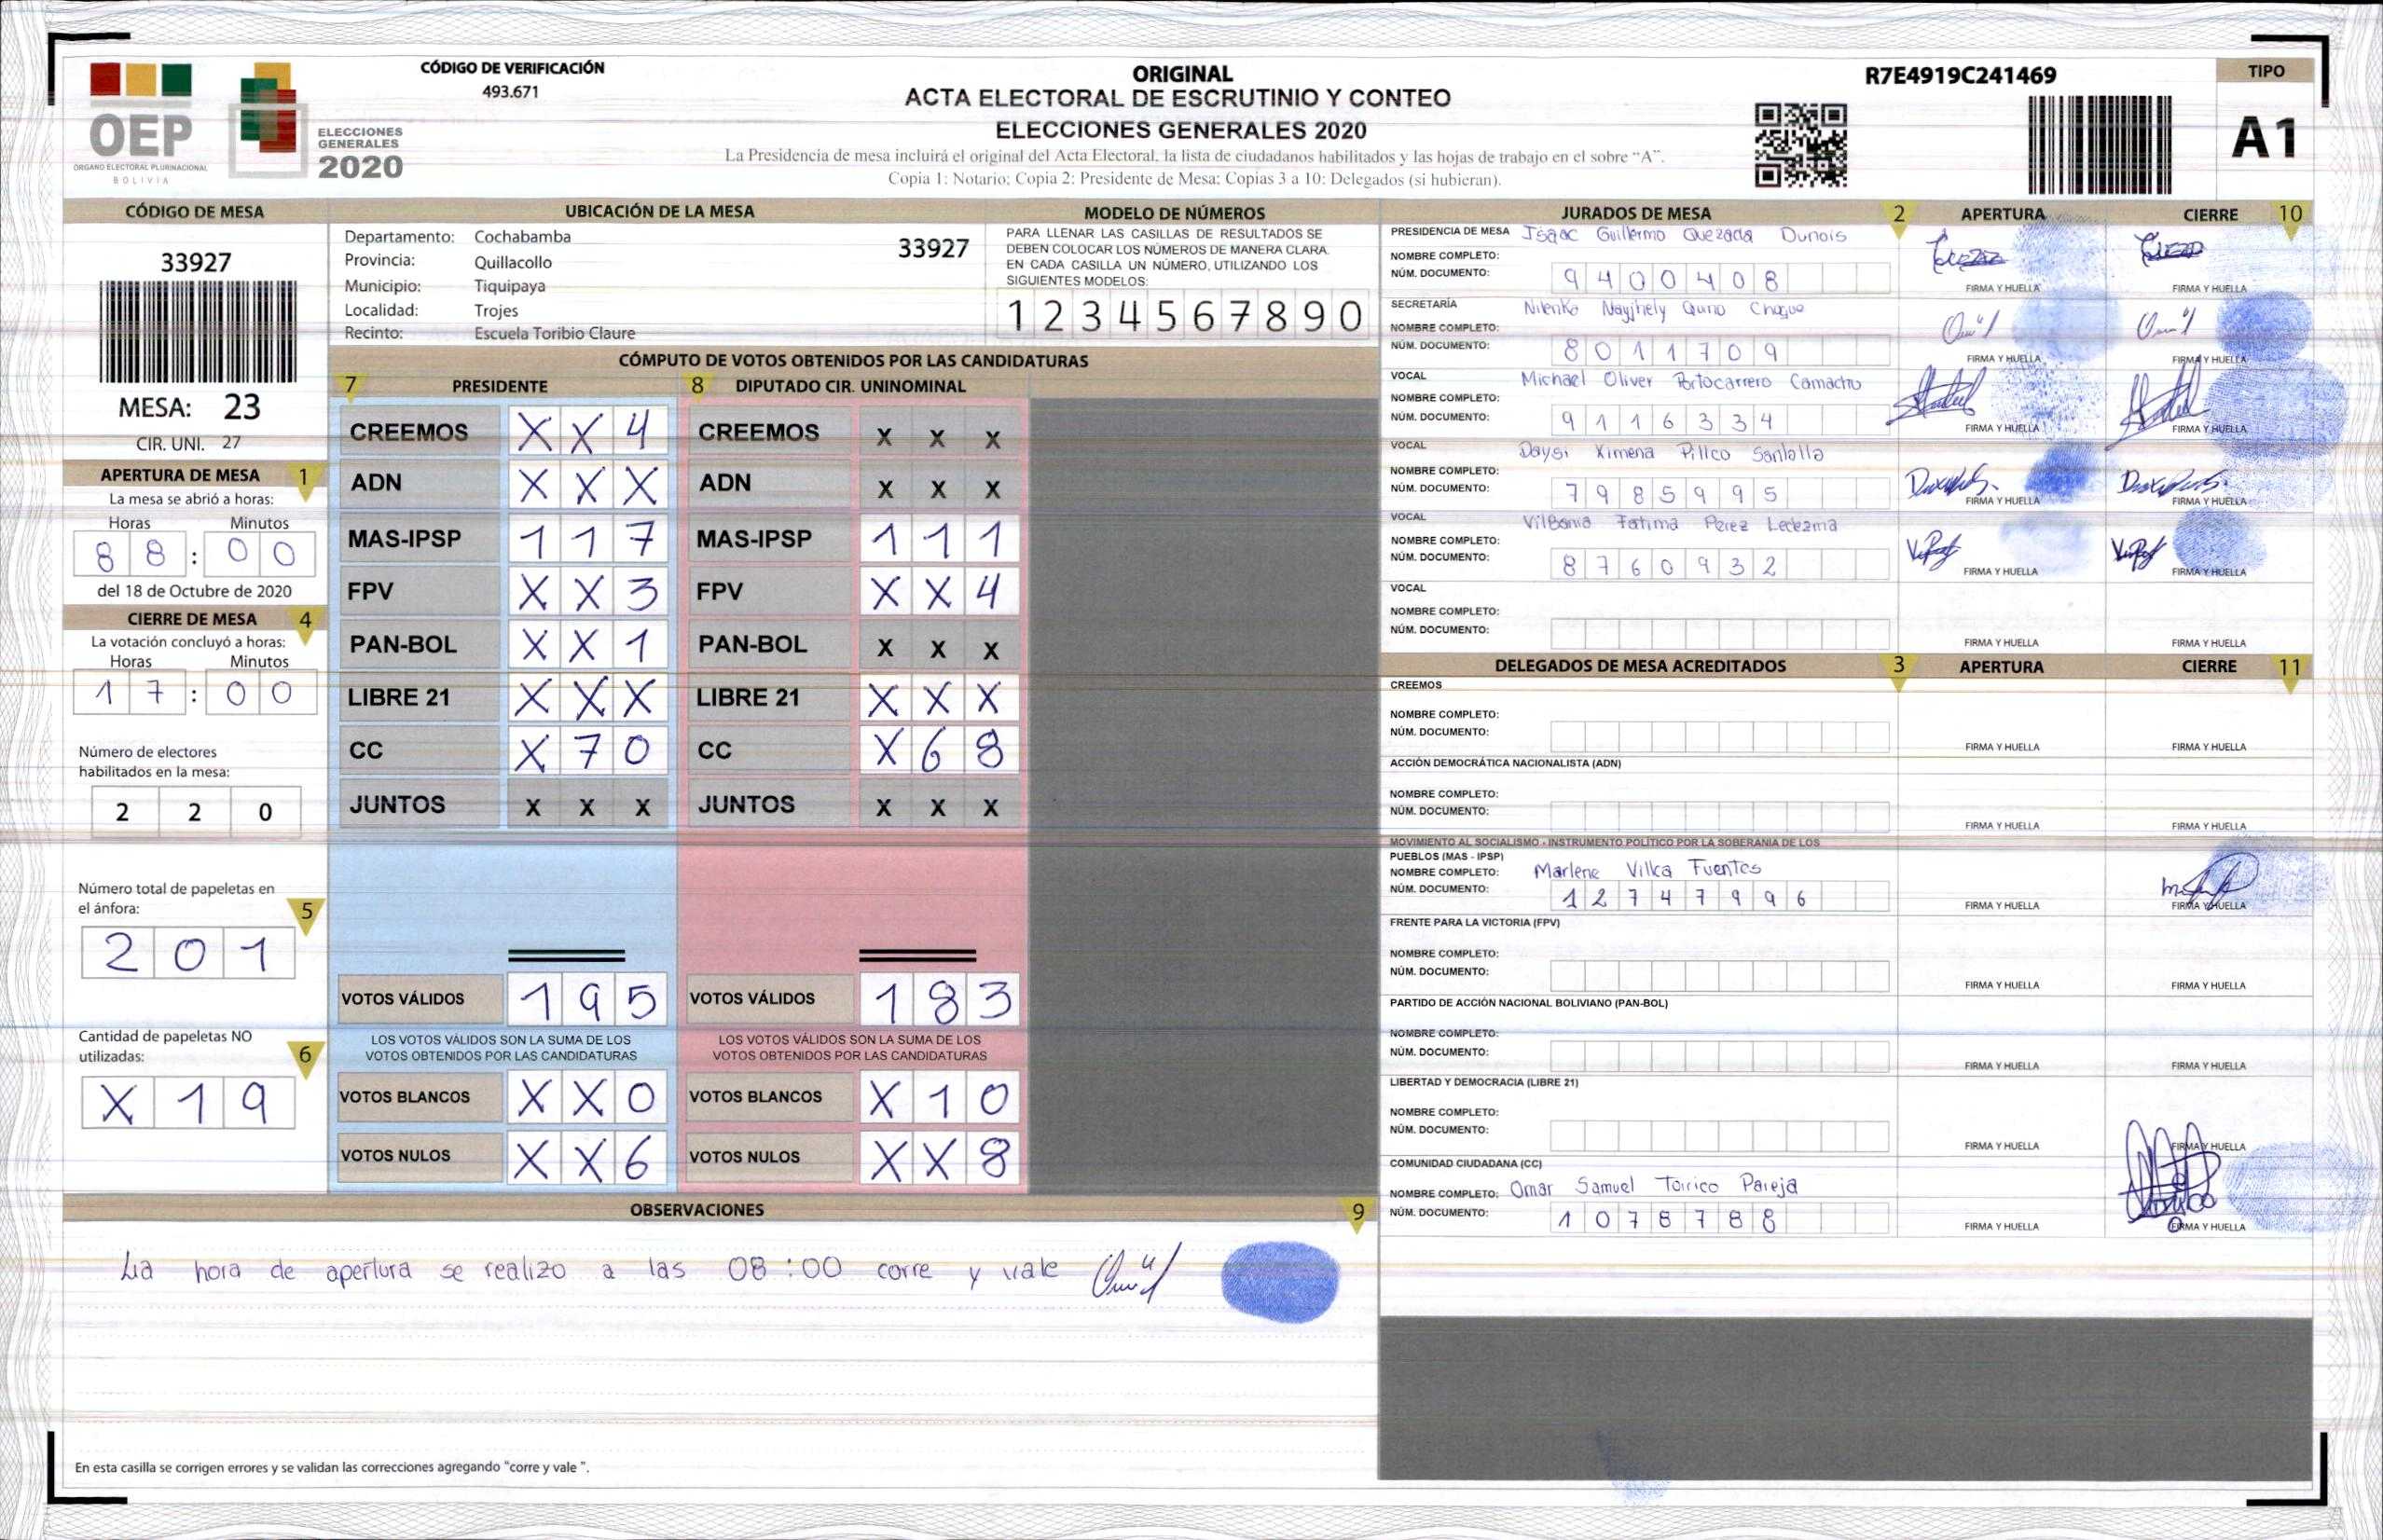 OEP
ORGANO ELECTORAL PLURINACIONAL
BOLIVIA
ELECCIONES
GENERALES
2020
CÓDIGO DE VERIFICACIÓN
493.671
ORIGINAL
ACTA ELECTORAL DE ESCRUTINIO Y CONTEO
ELECCIONES GENERALES 2020
La Presidencia de mesa incluirá el original del Acta Electoral, la lista de ciudadanos habilitados y las hojas de trabajo en el sobre "A".
Copia 1: Notario; Copia 2: Presidente de Mesa; Copias 3 a 10: Delegados (si hubieran).
R7E4919C241469
TIPO
A1
CÓDIGO DE MESA
33927
MESA: 23
CIR. UNI. 27
APERTURA DE MESA 1
La mesa se abrió a horas:
Horas Minutos
8 8 : 0 0
del 18 de Octubre de 2020
CIERRE DE MESA 4
La votación concluyó a horas:
Horas Minutos
1 7 : 0 0
Número de electores
habilitados en la mesa:
2 2 0
Número total de papeletas en
el ánfora: 5
2 0 1
Cantidad de papeletas NO
utilizadas: 6
X 1 9
UBICACIÓN DE LA MESA
Departamento: Cochabamba
Provincia: Quillacollo
Municipio: Tiquipaya
Localidad: Trojes
Recinto: Escuela Toribio Claure
33927
MODELO DE NÚMEROS
PARA LLENAR LAS CASILLAS DE RESULTADOS SE
DEBEN COLOCAR LOS NÚMEROS DE MANERA CLARA.
EN CADA CASILLA UN NÚMERO, UTILIZANDO LOS
SIGUIENTES MODELOS:
1 2 3 4 5 6 7 8 9 0
CÓMPUTO DE VOTOS OBTENIDOS POR LAS CANDIDATURAS
7 PRESIDENTE 8 DIPUTADO CIR. UNINOMINAL
CREEMOS X X 4 CREEMOS X X X
ADN X X X ADN X X X
MAS-IPSP 1 1 7 MAS-IPSP 1 1 1
FPV X X 3 FPV X X 4
PAN-BOL X X 1 PAN-BOL X X X
LIBRE 21 X X X LIBRE 21 X X X
CC X 7 0 CC X 6 8
JUNTOS X X X JUNTOS X X X
VOTOS VÁLIDOS 1 9 5 VOTOS VÁLIDOS 1 8 3
LOS VOTOS VÁLIDOS SON LA SUMA DE LOS LOS VOTOS VÁLIDOS SON LA SUMA DE LOS
VOTOS OBTENIDOS POR LAS CANDIDATURAS VOTOS OBTENIDOS POR LAS CANDIDATURAS
VOTOS BLANCOS X X 0 VOTOS BLANCOS X 1 0
VOTOS NULOS X X 6 VOTOS NULOS X X 8
OBSERVACIONES 9
La hora de apertura se realizo a las 08:00 corre y vale
En esta casilla se corrigen errores y se validan las correcciones agregando "corre y vale ".
JURADOS DE MESA 2 APERTURA CIERRE 10
PRESIDENCIA DE MESA Isaac Guillermo Quezada Dunois
NOMBRE COMPLETO:
NÚM. DOCUMENTO: 9 4 0 0 4 0 8 FIRMA Y HUELLA FIRMA Y HUELLA
SECRETARÍA Nilenko Nayjhely Quno Choque
NOMBRE COMPLETO:
NÚM. DOCUMENTO: 8 0 1 1 7 0 9 FIRMA Y HUELLA FIRMA Y HUELLA
VOCAL Michael Oliver Portocarrero Camacho
NOMBRE COMPLETO:
NÚM. DOCUMENTO: 9 1 1 6 3 3 4 FIRMA Y HUELLA FIRMA Y HUELLA
VOCAL Daysi Ximena Pillco Santalla
NOMBRE COMPLETO:
NÚM. DOCUMENTO: 7 9 8 5 9 9 5 FIRMA Y HUELLA FIRMA Y HUELLA
VOCAL Vilbania Fatima Perez Ledezma
NOMBRE COMPLETO:
NÚM. DOCUMENTO: 8 7 6 0 9 3 2 FIRMA Y HUELLA FIRMA Y HUELLA
VOCAL
NOMBRE COMPLETO:
NÚM. DOCUMENTO: FIRMA Y HUELLA FIRMA Y HUELLA
DELEGADOS DE MESA ACREDITADOS 3 APERTURA CIERRE 11
CREEMOS
NOMBRE COMPLETO:
NÚM. DOCUMENTO: FIRMA Y HUELLA FIRMA Y HUELLA
ACCIÓN DEMOCRÁTICA NACIONALISTA (ADN)
NOMBRE COMPLETO:
NÚM. DOCUMENTO: FIRMA Y HUELLA FIRMA Y HUELLA
MOVIMIENTO AL SOCIALISMO - INSTRUMENTO POLÍTICO POR LA SOBERANIA DE LOS
PUEBLOS (MAS - IPSP)
NOMBRE COMPLETO: Marlene Villca Fuentes
NÚM. DOCUMENTO: 1 2 7 4 7 9 9 6 FIRMA Y HUELLA FIRMA Y HUELLA
FRENTE PARA LA VICTORIA (FPV)
NOMBRE COMPLETO:
NÚM. DOCUMENTO: FIRMA Y HUELLA FIRMA Y HUELLA
PARTIDO DE ACCIÓN NACIONAL BOLIVIANO (PAN-BOL)
NOMBRE COMPLETO:
NÚM. DOCUMENTO: FIRMA Y HUELLA FIRMA Y HUELLA
LIBERTAD Y DEMOCRACIA (LIBRE 21)
NOMBRE COMPLETO:
NÚM. DOCUMENTO: FIRMA Y HUELLA FIRMA Y HUELLA
COMUNIDAD CIUDADANA (CC)
NOMBRE COMPLETO: Omar Samuel Torrico Pareja
NÚM. DOCUMENTO: 1 0 7 8 7 8 8 FIRMA Y HUELLA FIRMA Y HUELLA